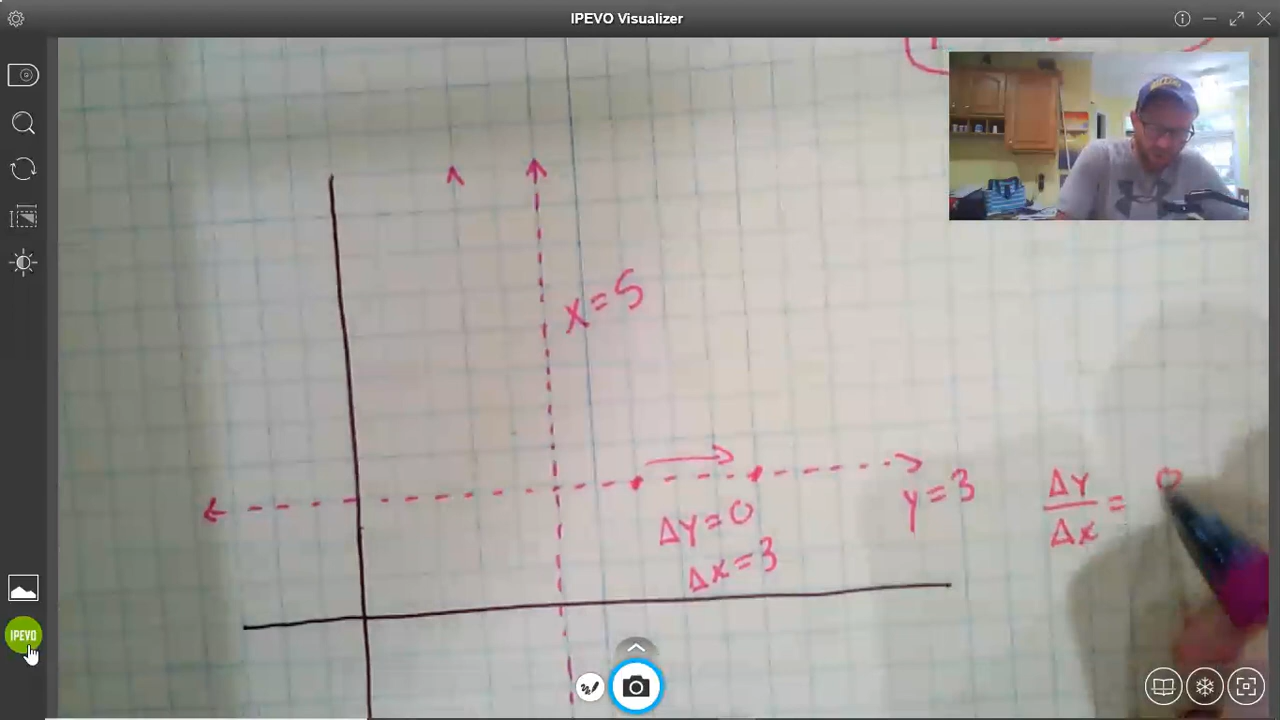 IPEVO Visualizer
x=5
Δy=0
Δx=3
y=3
Δy/Δx = 0
IPEVO